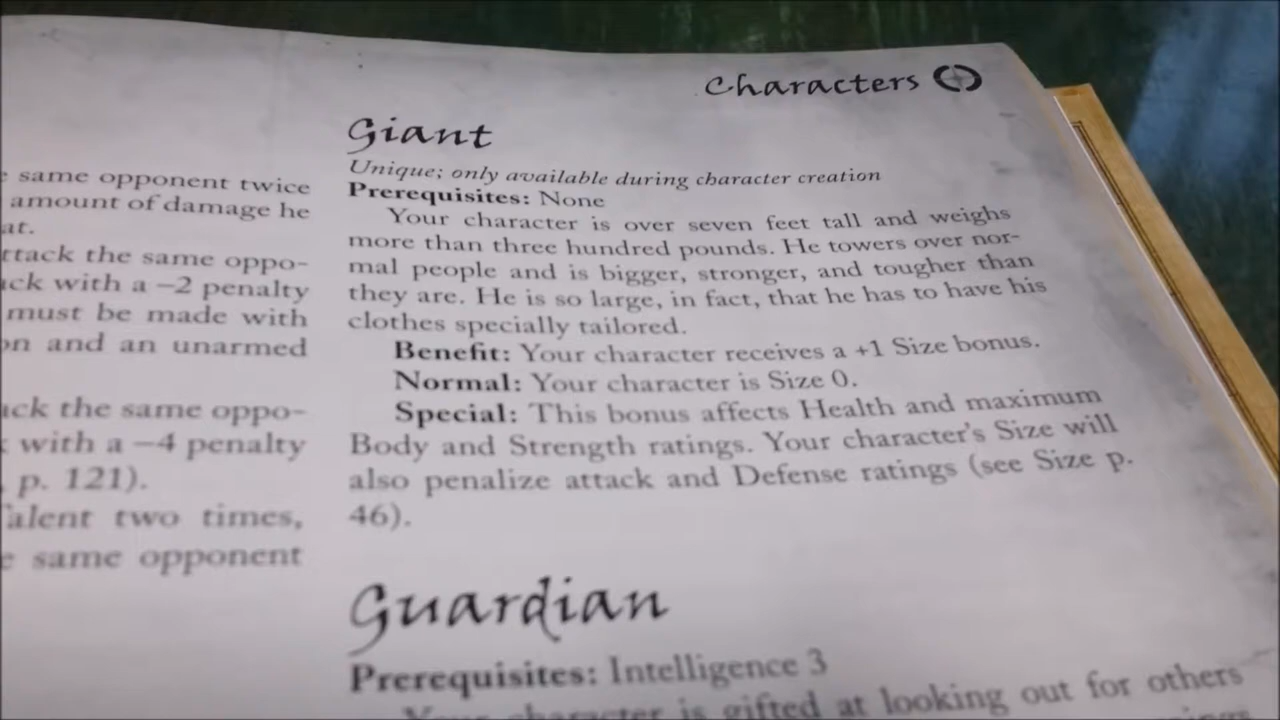 Characters
same opponent twice
amount of damage he
at.
ttack the same oppo-
ack with a −2 penalty
must be made with
on and an unarmed
ack the same oppo-
with a −4 penalty
, p. 121).
Talent two times,
same opponent
Giant
Unique; only available during character creation
Prerequisites: None
Your character is over seven feet tall and weighs
more than three hundred pounds. He towers over nor-
mal people and is bigger, stronger, and tougher than
they are. He is so large, in fact, that he has to have his
clothes specially tailored.
Benefit: Your character receives a +1 Size bonus.
Normal: Your character is Size 0.
Special: This bonus affects Health and maximum
Body and Strength ratings. Your character's Size will
also penalize attack and Defense ratings (see Size p.
46).
Guardian
Prerequisites: Intelligence 3
Your character is gifted at looking out for others